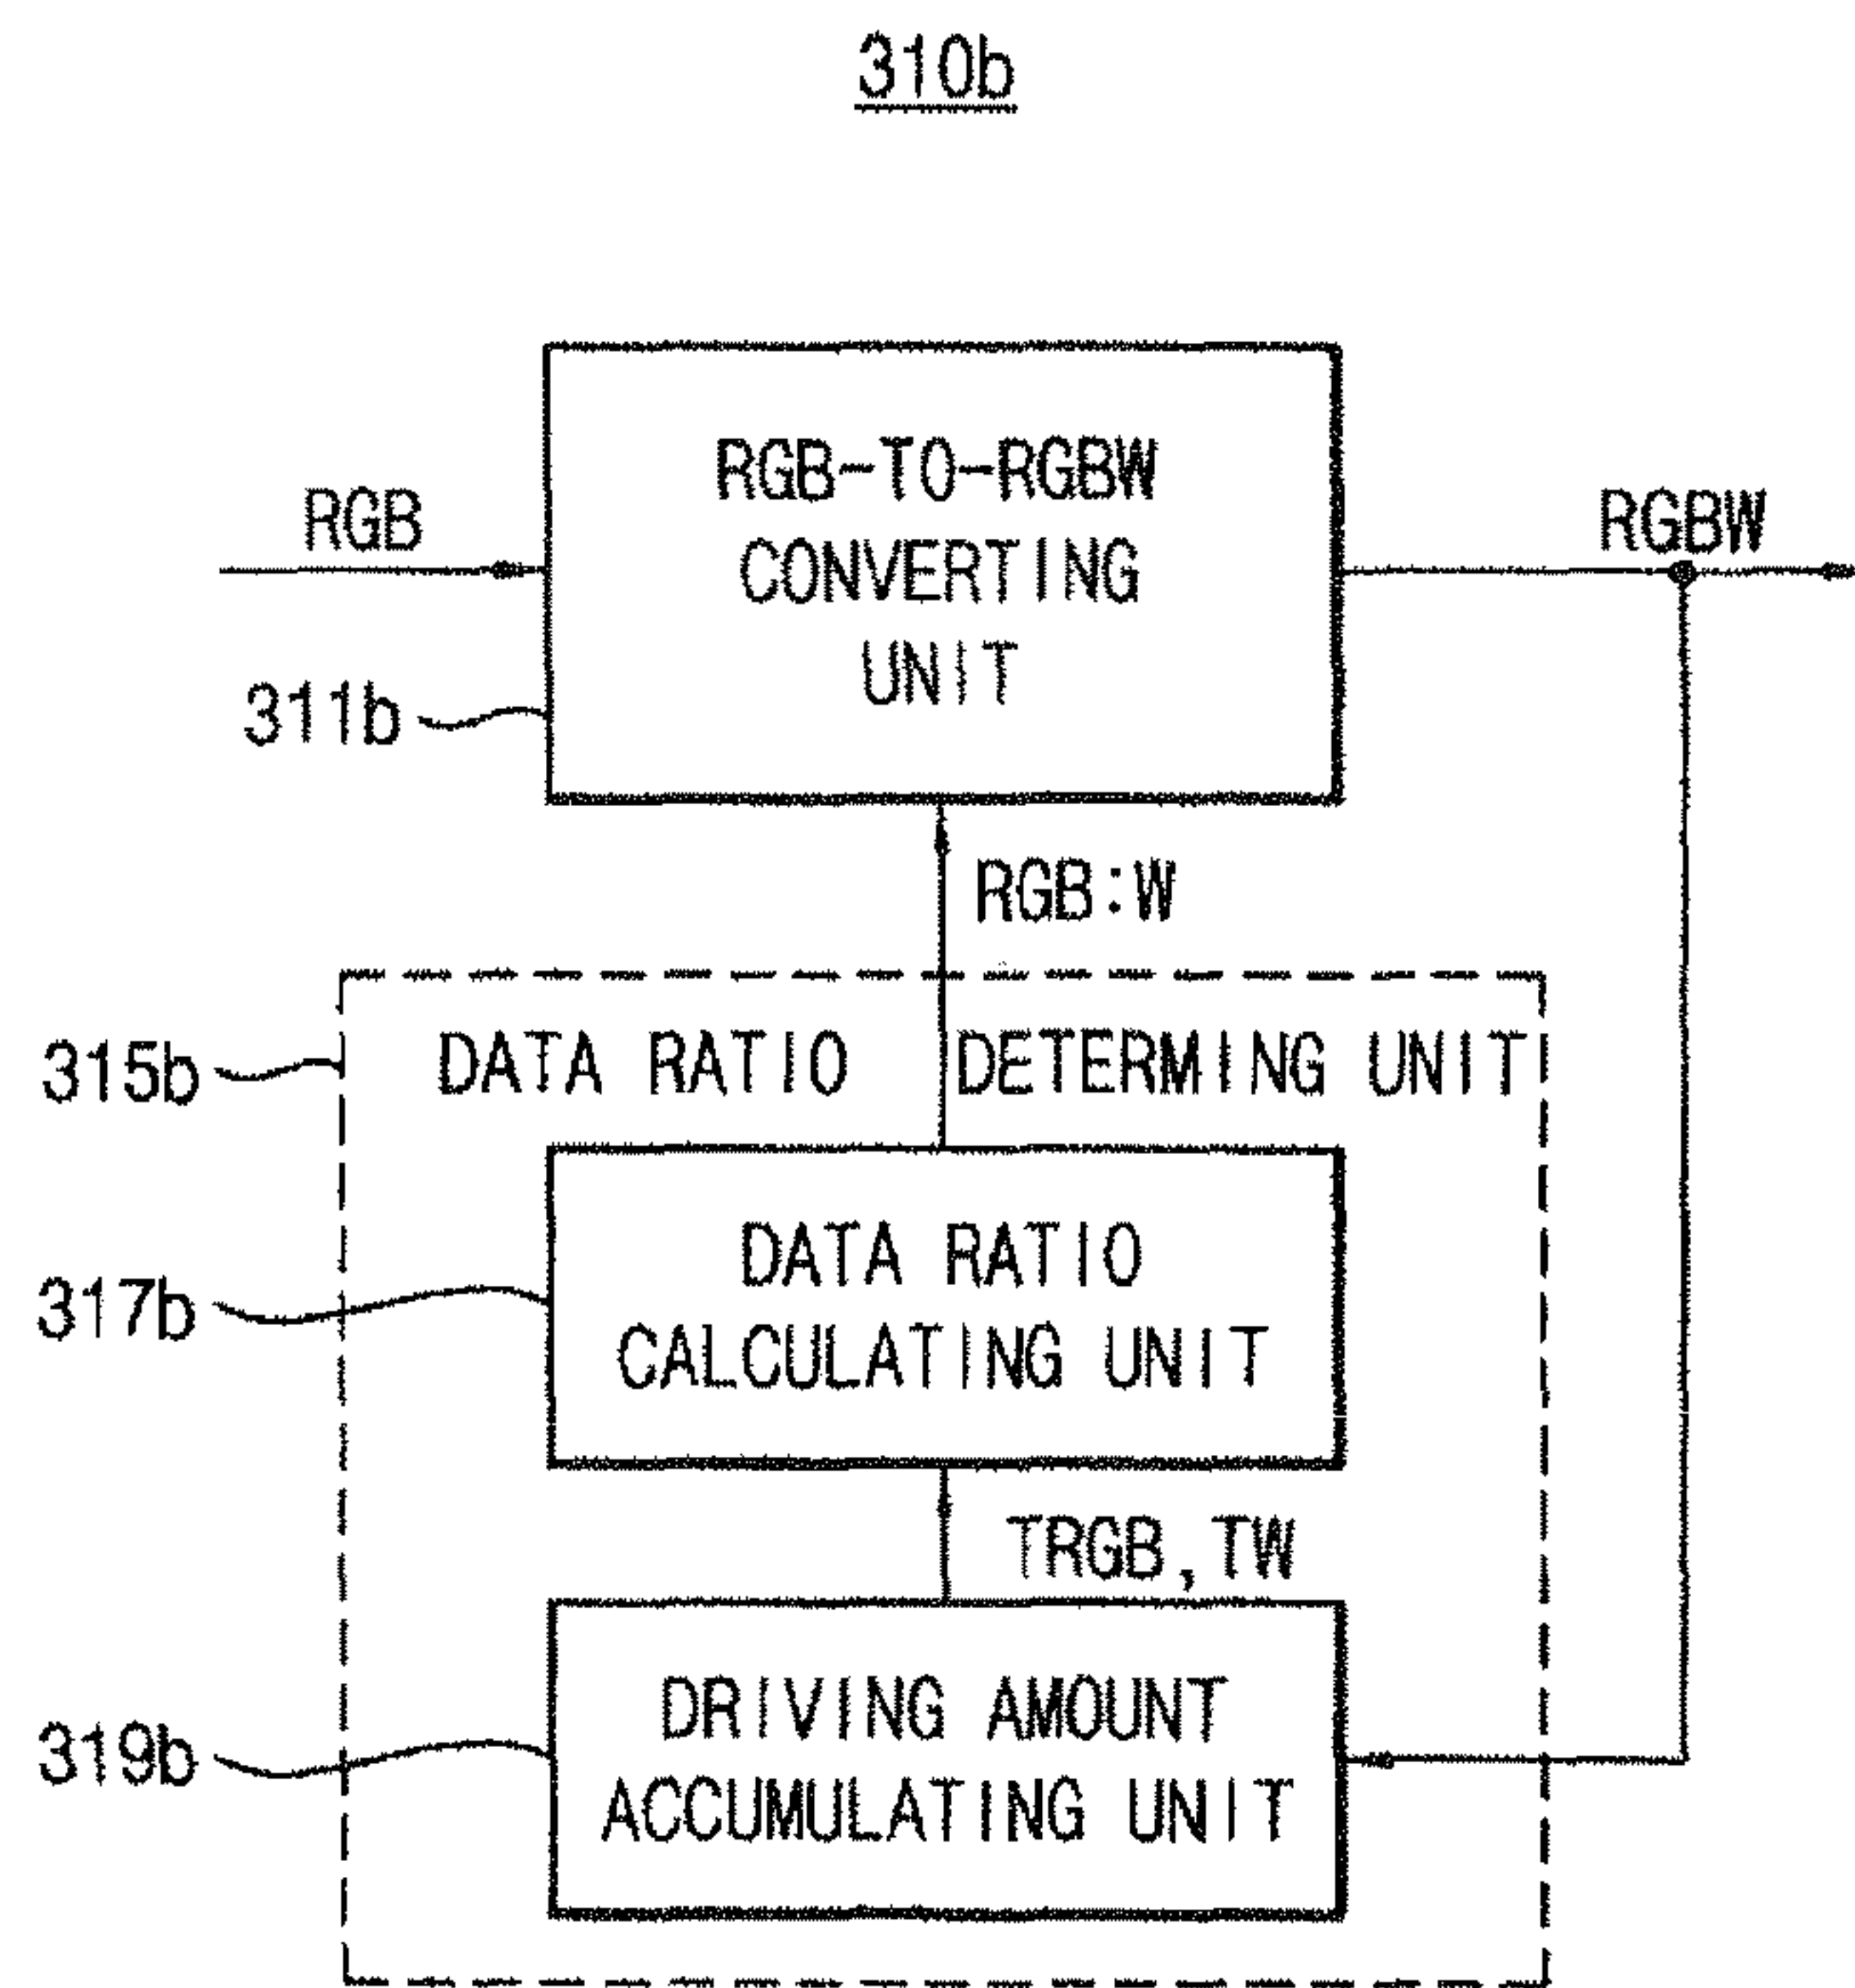 310b
RGB-TO-RGBW
CONVERTING
UNIT
RGB
RGBW
311b
RGB:W
315b
DATA RATIO DETERMING UNIT
317b
DATA RATIO
CALCULATING UNIT
TRGB,TW
319b
DRIVING AMOUNT
ACCUMULATING UNIT